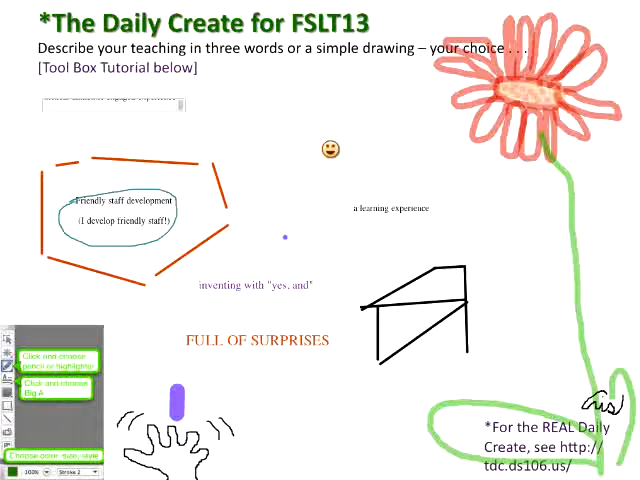 *The Daily Create for FSLT13
Describe your teaching in three words or a simple drawing – your choice . . .
[Tool Box Tutorial below]
Friendly staff development
(I develop friendly staff!)
a learning experience
inventing with "yes, and"
FULL OF SURPRISES
Click and choose
pencil or highlighter
Click and choose
Big A
Choose color, size, style
100%
Stroke 2
*For the REAL Daily
Create, see http://
tdc.ds106.us/